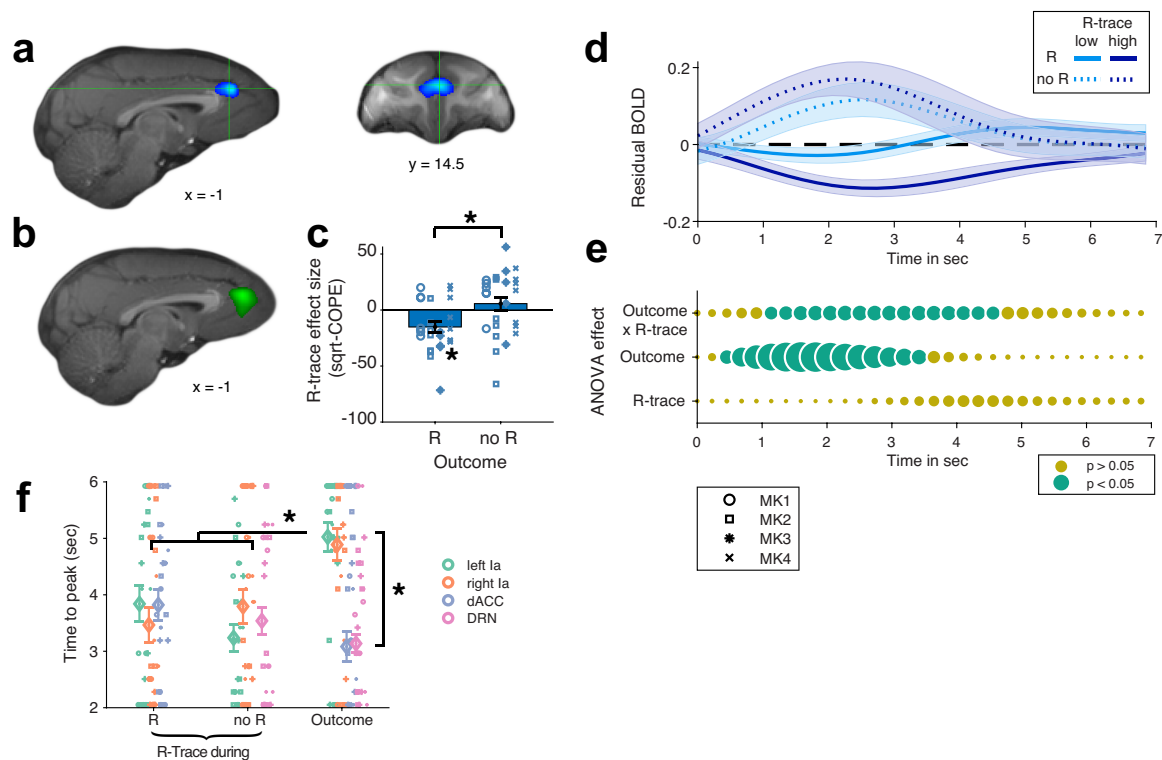 a
x = -1
y = 14.5
b
x = -1
c
R-trace effect size
(sqrt-COPE)
50
0
-50
-100
*
*
R
no R
Outcome
d
R-trace
low high
R
no R
Residual BOLD
0.2
0
-0.2
0 1 2 3 4 5 6 7
Time in sec
e
ANOVA effect
Outcome
x R-trace
Outcome
R-trace
0 1 2 3 4 5 6 7
Time in sec
p > 0.05
p < 0.05
MK1
MK2
MK3
MK4
f
Time to peak (sec)
6
5
4
3
2
*
*
R
no R
Outcome
R-Trace during
left Ia
right Ia
dACC
DRN